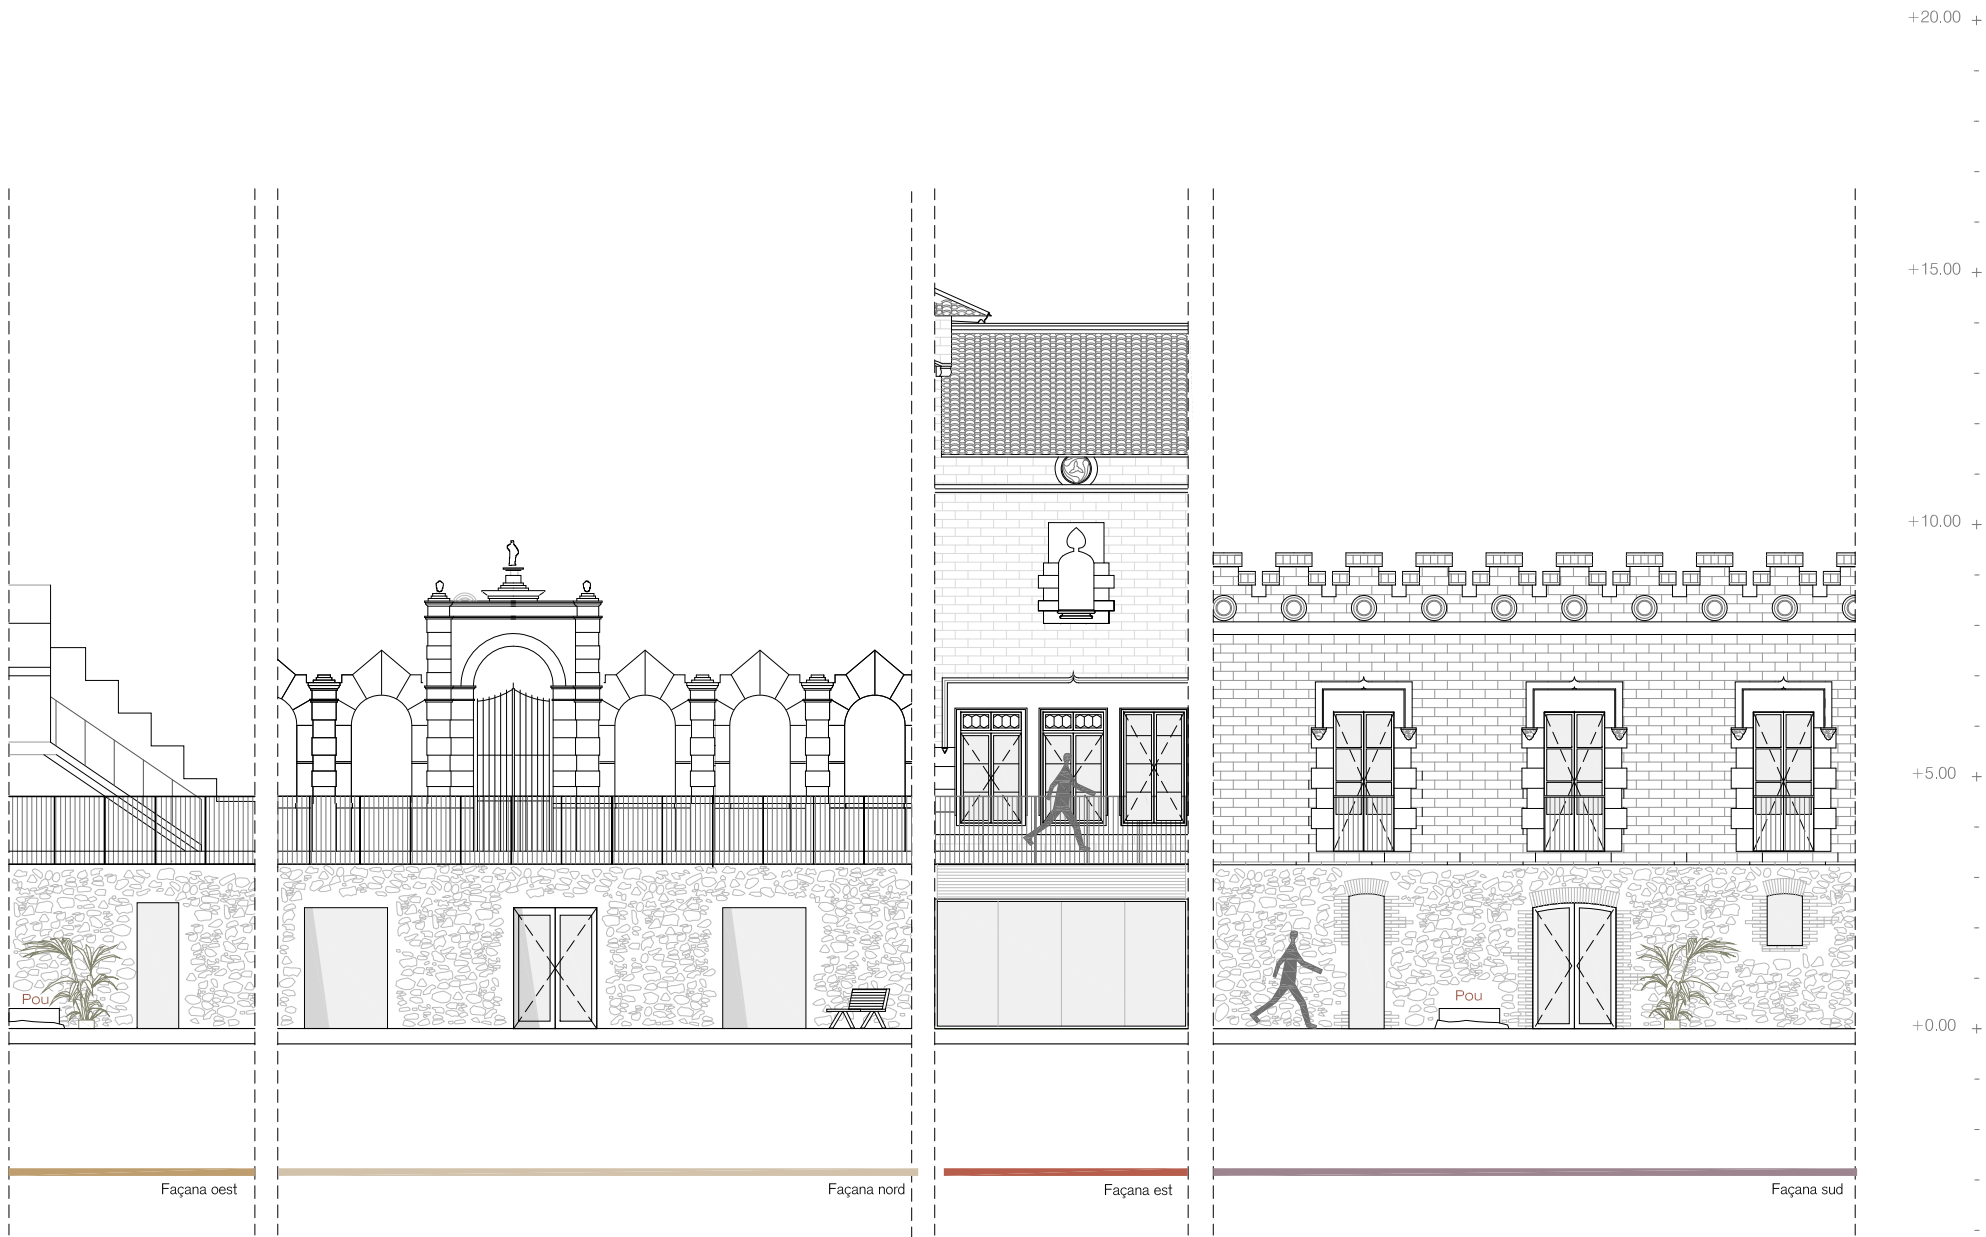 +20.00
+15.00
+10.00
+5.00
+0.00
Pou
Pou
Façana oest
Façana nord
Façana est
Façana sud